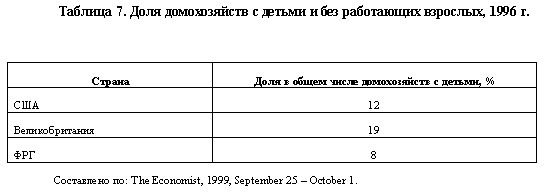 Таблица 7. Доля домохозяйств с детьми и без работающих взрослых, 1996 г.
Страна Доля в общем числе домохозяйств с детьми, %
США 12
Великобритания 19
ФРГ 8
Составлено по: The Economist, 1999, September 25 – October 1.